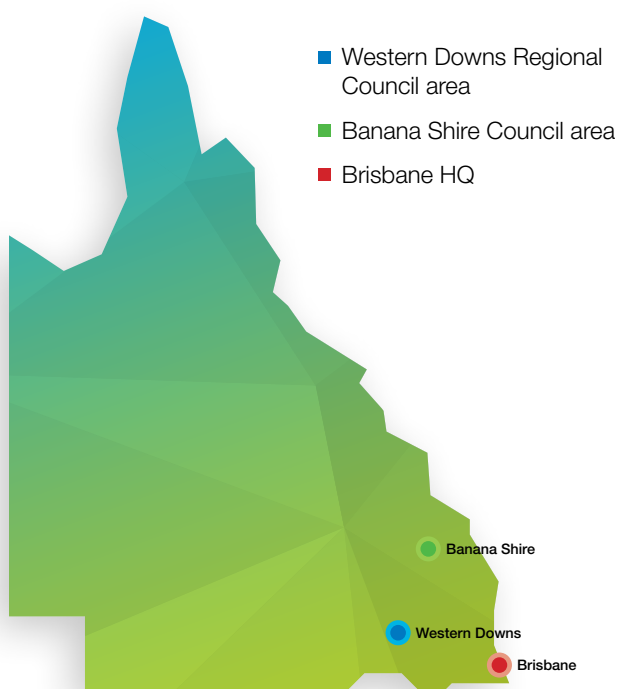 Western Downs Regional
Council area
Banana Shire Council area
Brisbane HQ
Banana Shire
Western Downs
Brisbane